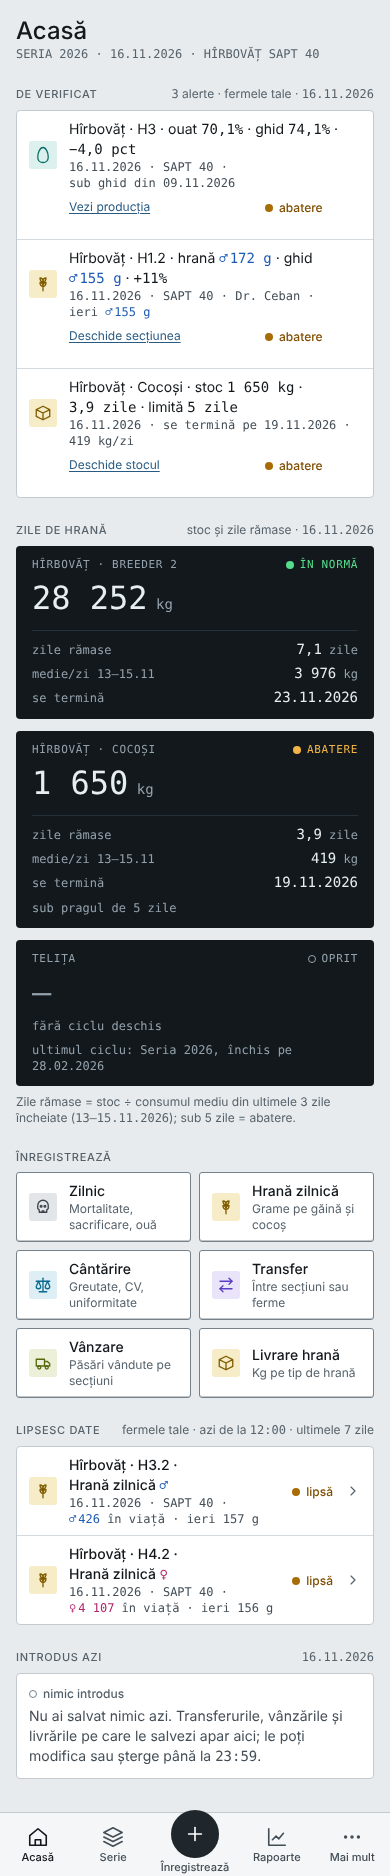 Acasă
SERIA 2026 · 16.11.2026 · HÎRBOVĂȚ SAPT 40
DE VERIFICAT
3 alerte · fermele tale · 16.11.2026
Hîrbovăț · H3 · ouat 70,1% · ghid 74,1% ·
−4,0 pct
16.11.2026 · SAPT 40 ·
sub ghid din 09.11.2026
Vezi producția
abatere
Hîrbovăț · H1.2 · hrană ♂172 g · ghid
♂155 g · +11%
16.11.2026 · SAPT 40 · Dr. Ceban ·
ieri ♂155 g
Deschide secțiunea
abatere
Hîrbovăț · Cocoși · stoc 1 650 kg ·
3,9 zile · limită 5 zile
16.11.2026 · se termină pe 19.11.2026 ·
419 kg/zi
Deschide stocul
abatere
ZILE DE HRANĂ
stoc și zile rămase · 16.11.2026
HÎRBOVĂȚ · BREEDER 2
ÎN NORMĂ
28 252 kg
zile rămase 7,1 zile
medie/zi 13–15.11 3 976 kg
se termină 23.11.2026
HÎRBOVĂȚ · COCOȘI
ABATERE
1 650 kg
zile rămase 3,9 zile
medie/zi 13–15.11 419 kg
se termină 19.11.2026
sub pragul de 5 zile
TELIȚA
OPRIT
—
fără ciclu deschis
ultimul ciclu: Seria 2026, închis pe
28.02.2026
Zile rămase = stoc ÷ consumul mediu din ultimele 3 zile
încheiate (13–15.11.2026); sub 5 zile = abatere.
ÎNREGISTREAZĂ
Zilnic
Mortalitate,
sacrificare, ouă
Hrană zilnică
Grame pe găină și
cocoș
Cântărire
Greutate, CV,
uniformitate
Transfer
Între secțiuni sau
ferme
Vânzare
Păsări vândute pe
secțiuni
Livrare hrană
Kg pe tip de hrană
LIPSESC DATE
fermele tale · azi de la 12:00 · ultimele 7 zile
Hîrbovăț · H3.2 ·
Hrană zilnică ♂
16.11.2026 · SAPT 40 ·
♂426 în viață · ieri 157 g
lipsă
Hîrbovăț · H4.2 ·
Hrană zilnică ♀
16.11.2026 · SAPT 40 ·
♀4 107 în viață · ieri 156 g
lipsă
INTRODUS AZI
16.11.2026
nimic introdus
Nu ai salvat nimic azi. Transferurile, vânzările și
livrările pe care le salvezi apar aici; le poți
modifica sau șterge până la 23:59.
Acasă
Serie
Înregistrează
Rapoarte
Mai mult